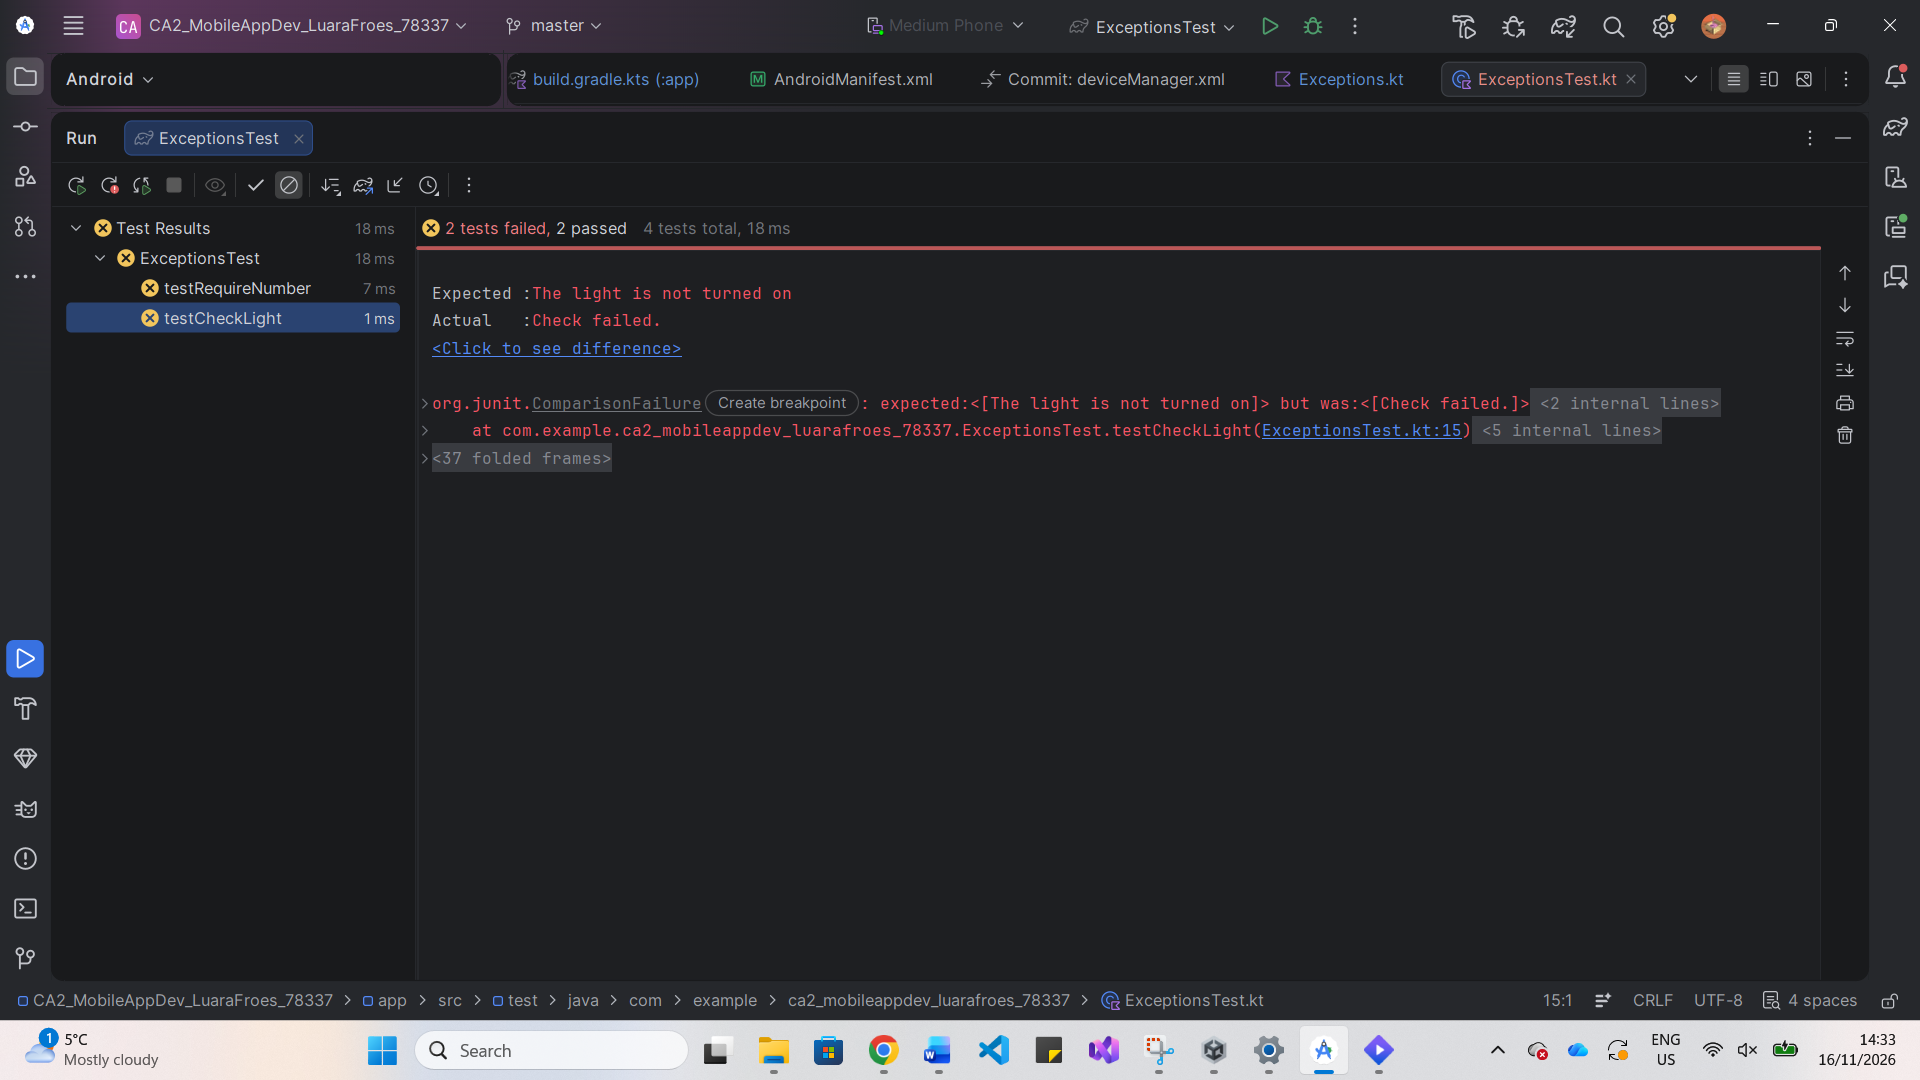 CA CA2_MobileAppDev_LuaraFroes_78337 master Medium Phone ExceptionsTest
Android build.gradle.kts (:app) AndroidManifest.xml Commit: deviceManager.xml Exceptions.kt ExceptionsTest.kt
Run ExceptionsTest
Test Results 18 ms
ExceptionsTest 18 ms
testRequireNumber 7 ms
testCheckLight 1 ms
2 tests failed, 2 passed 4 tests total, 18 ms
Expected :The light is not turned on
Actual   :Check failed.
<Click to see difference>
org.junit.ComparisonFailure Create breakpoint : expected:<[The light is not turned on]> but was:<[Check failed.]> <2 internal lines>
at com.example.ca2_mobileappdev_luarafroes_78337.ExceptionsTest.testCheckLight(ExceptionsTest.kt:15) <5 internal lines>
<37 folded frames>
CA2_MobileAppDev_LuaraFroes_78337 > app > src > test > java > com > example > ca2_mobileappdev_luarafroes_78337 > ExceptionsTest.kt 15:1 CRLF UTF-8 4 spaces
1 5°C
Mostly cloudy
Search
ENG
US
14:33
16/11/2026